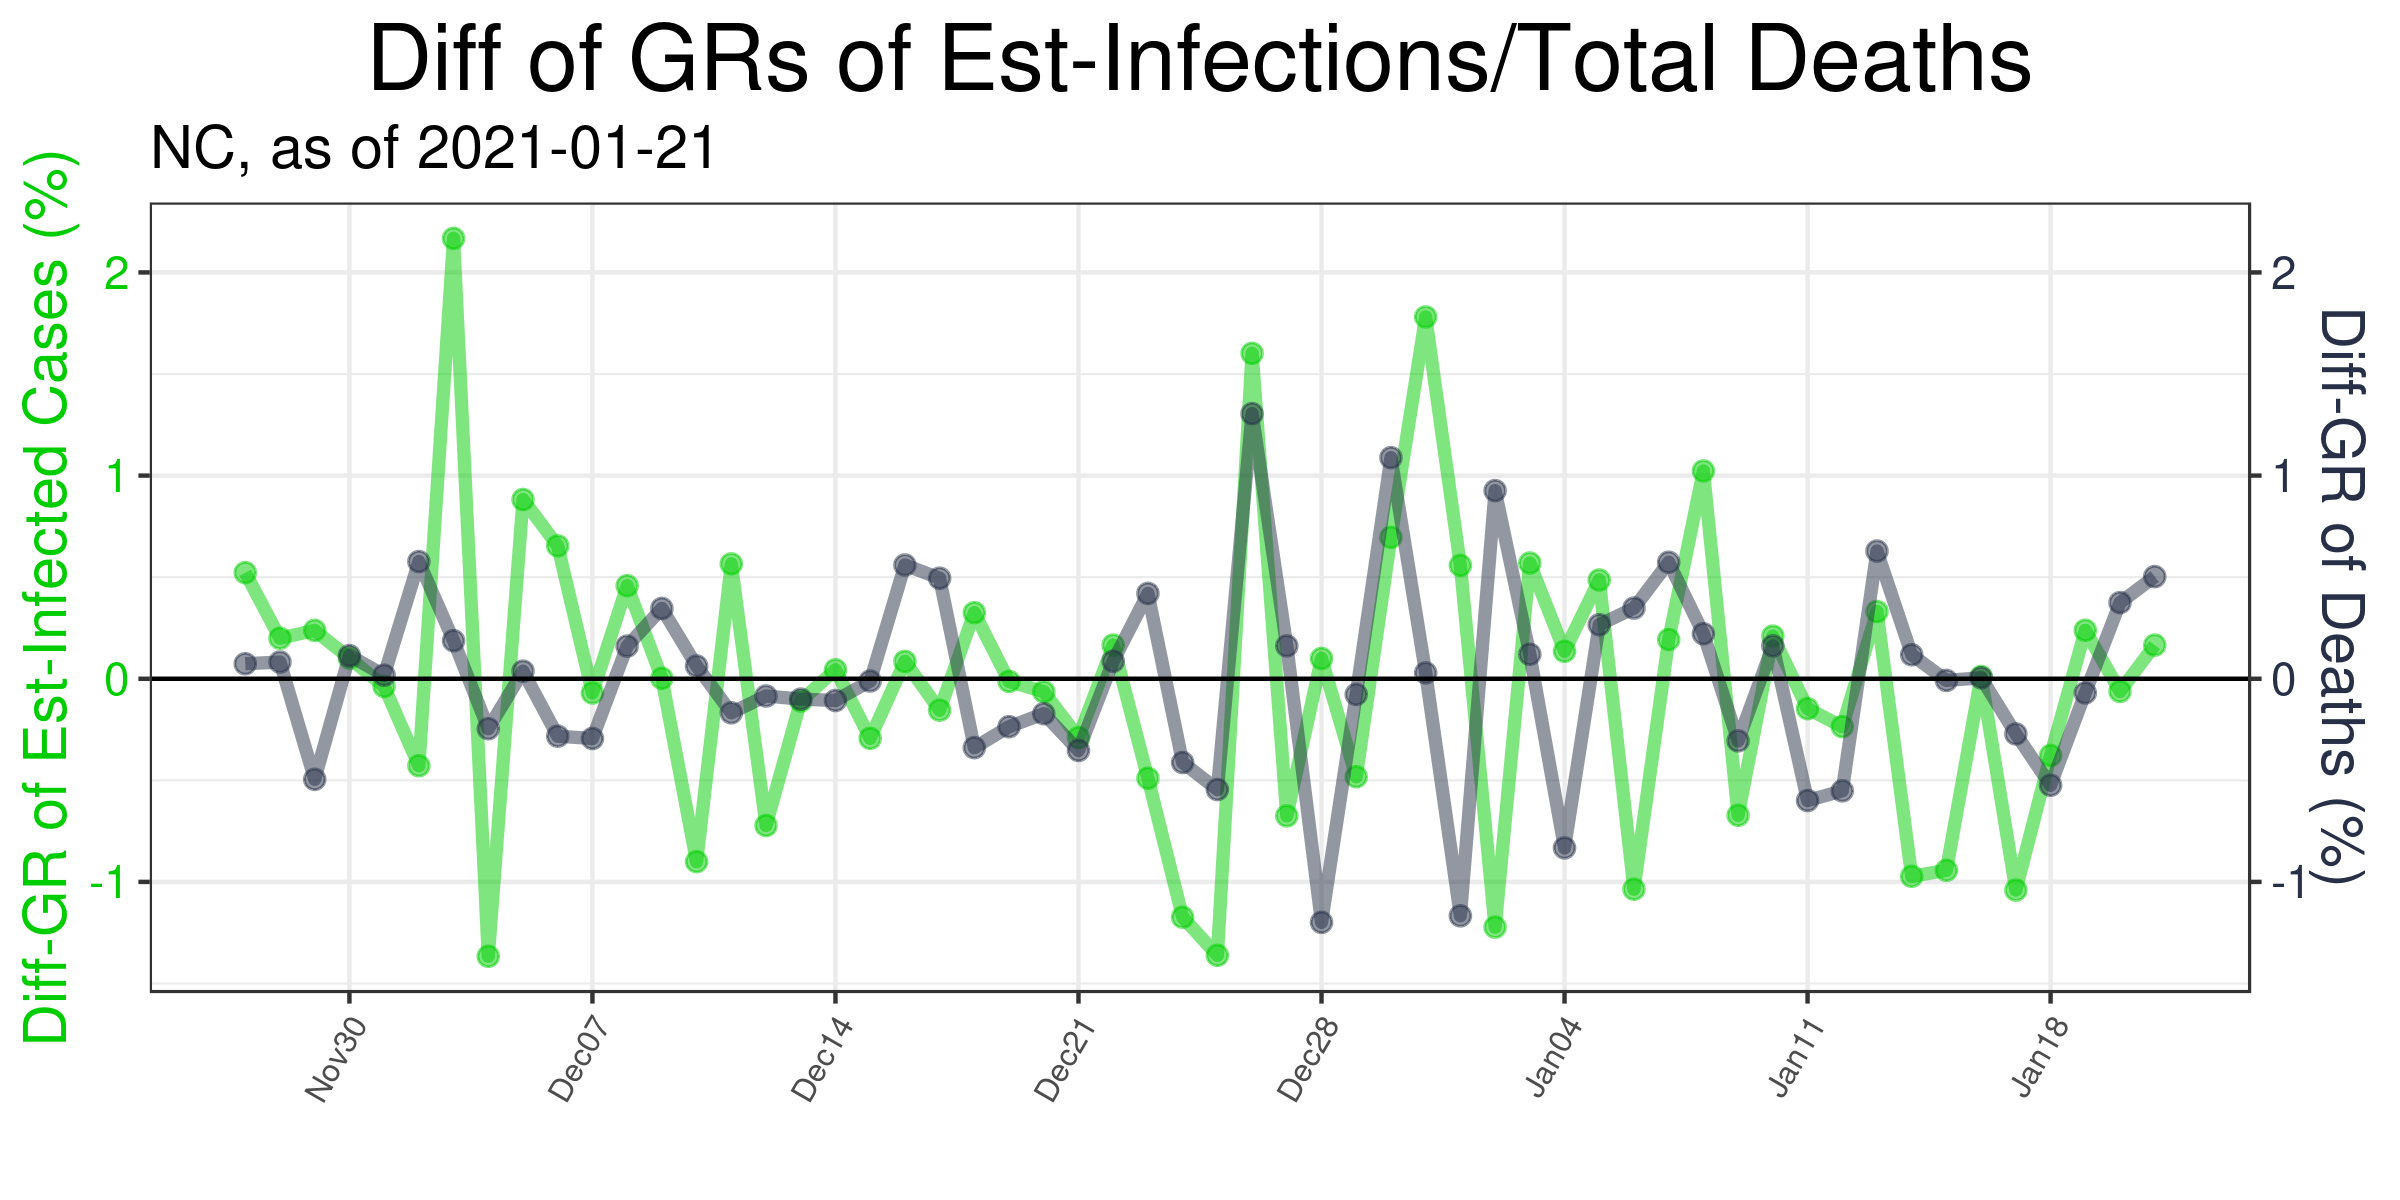 Diff of GRs of Est-Infections/Total Deaths
NC, as of 2021-01-21
Diff-GR of Est-Infected Cases (%)
2
1
0
-1
2
1
0
-1
Diff-GR of Deaths (%)
Nov30
Dec07
Dec14
Dec21
Dec28
Jan04
Jan11
Jan18